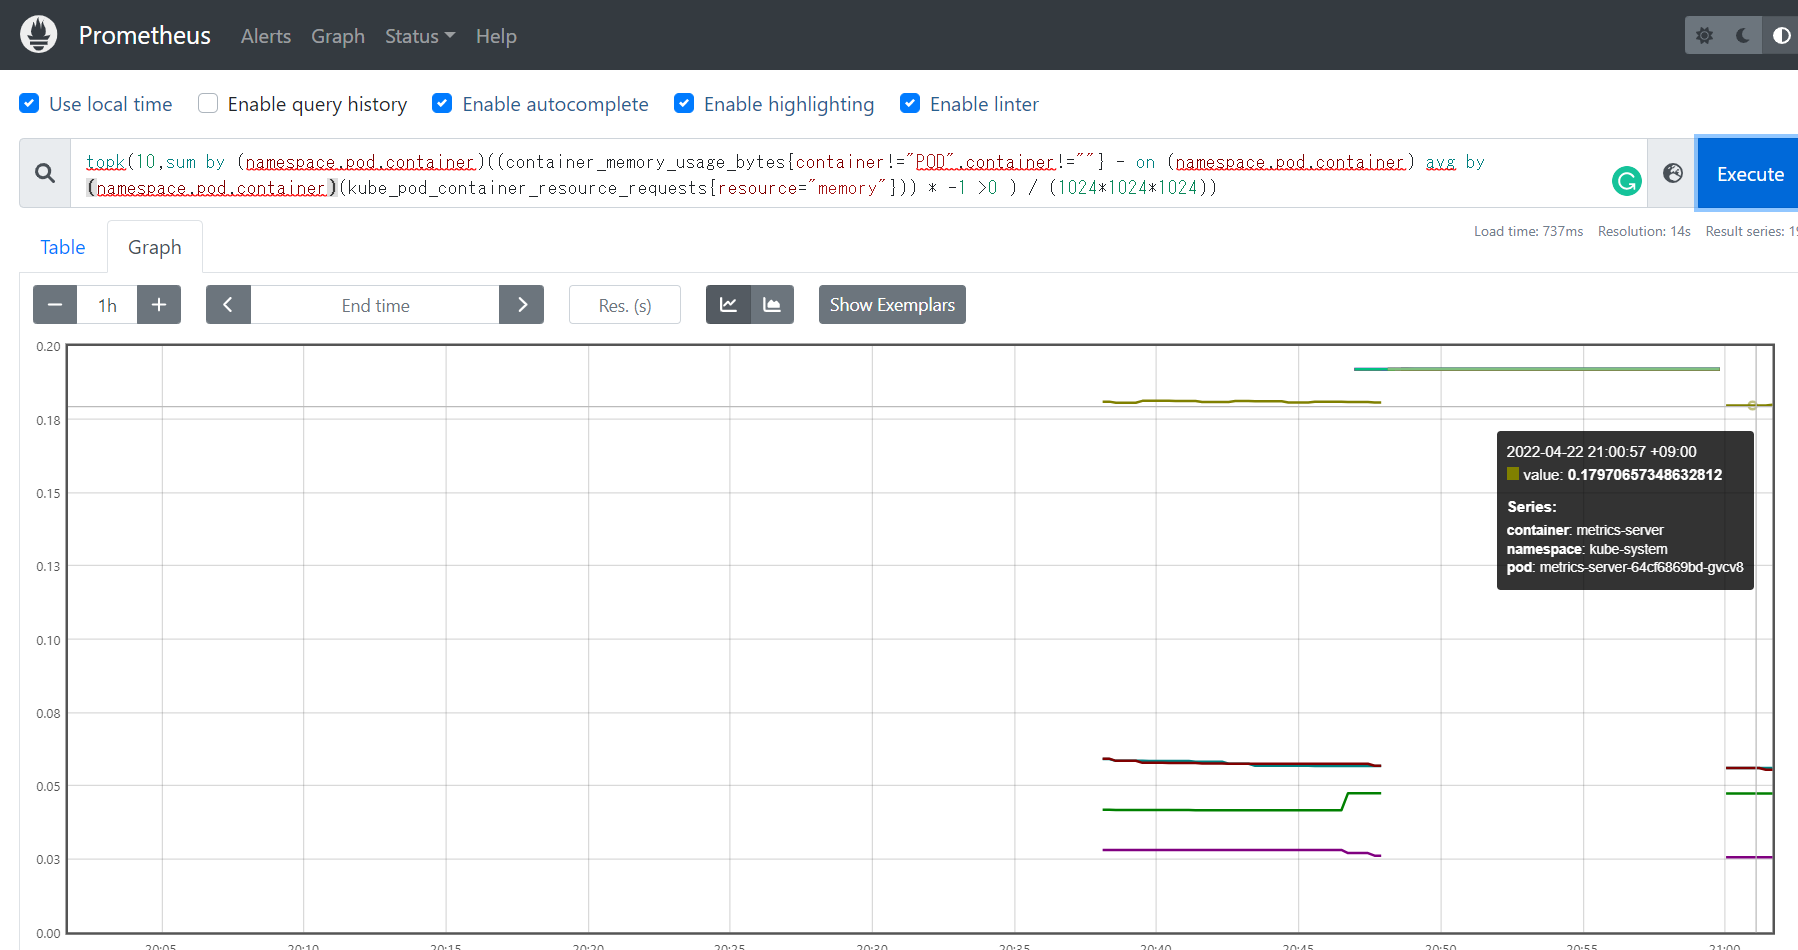 Prometheus Alerts Graph Status Help
Use local time Enable query history Enable autocomplete Enable highlighting Enable linter
topk(10,sum by (namespace,pod,container)((container_memory_usage_bytes{container!="POD",container!=""} - on (namespace,pod,container) avg by
(namespace,pod,container)(kube_pod_container_resource_requests{resource="memory"})) * -1 >0 ) / (1024*1024*1024))
Execute
Load time: 737ms Resolution: 14s Result series: 1
Table Graph
1h End time Res. (s) Show Exemplars
0.20
0.18
0.15
0.13
0.10
0.08
0.05
0.03
0.00
2022-04-22 21:00:57 +09:00
value: 0.17970657348632812
Series:
container: metrics-server
namespace: kube-system
pod: metrics-server-64cf6869bd-gvcv8
20:05 20:10 20:15 20:20 20:25 20:30 20:35 20:40 20:45 20:50 20:55 21:00